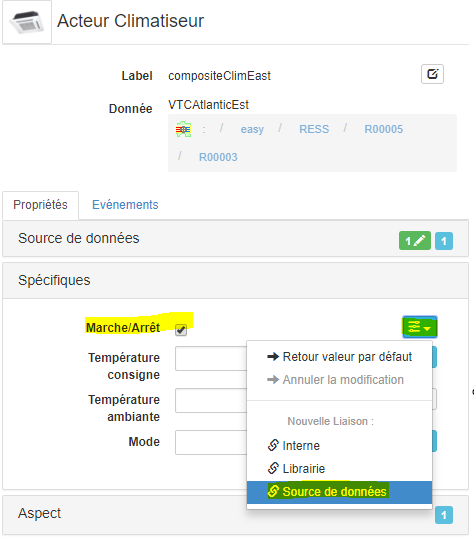 Acteur Climatiseur
Label compositeClimEast
Donnée VTCAtlanticEst
: / easy / RESS / R00005
/ R00003
Propriétés Evénements
Source de données 1 1
Spécifiques
Marche/Arrêt
Température
consigne
Température
ambiante
Mode
Retour valeur par défaut
Annuler la modification
Nouvelle Liaison :
Interne
Librairie
Source de données
Aspect 1